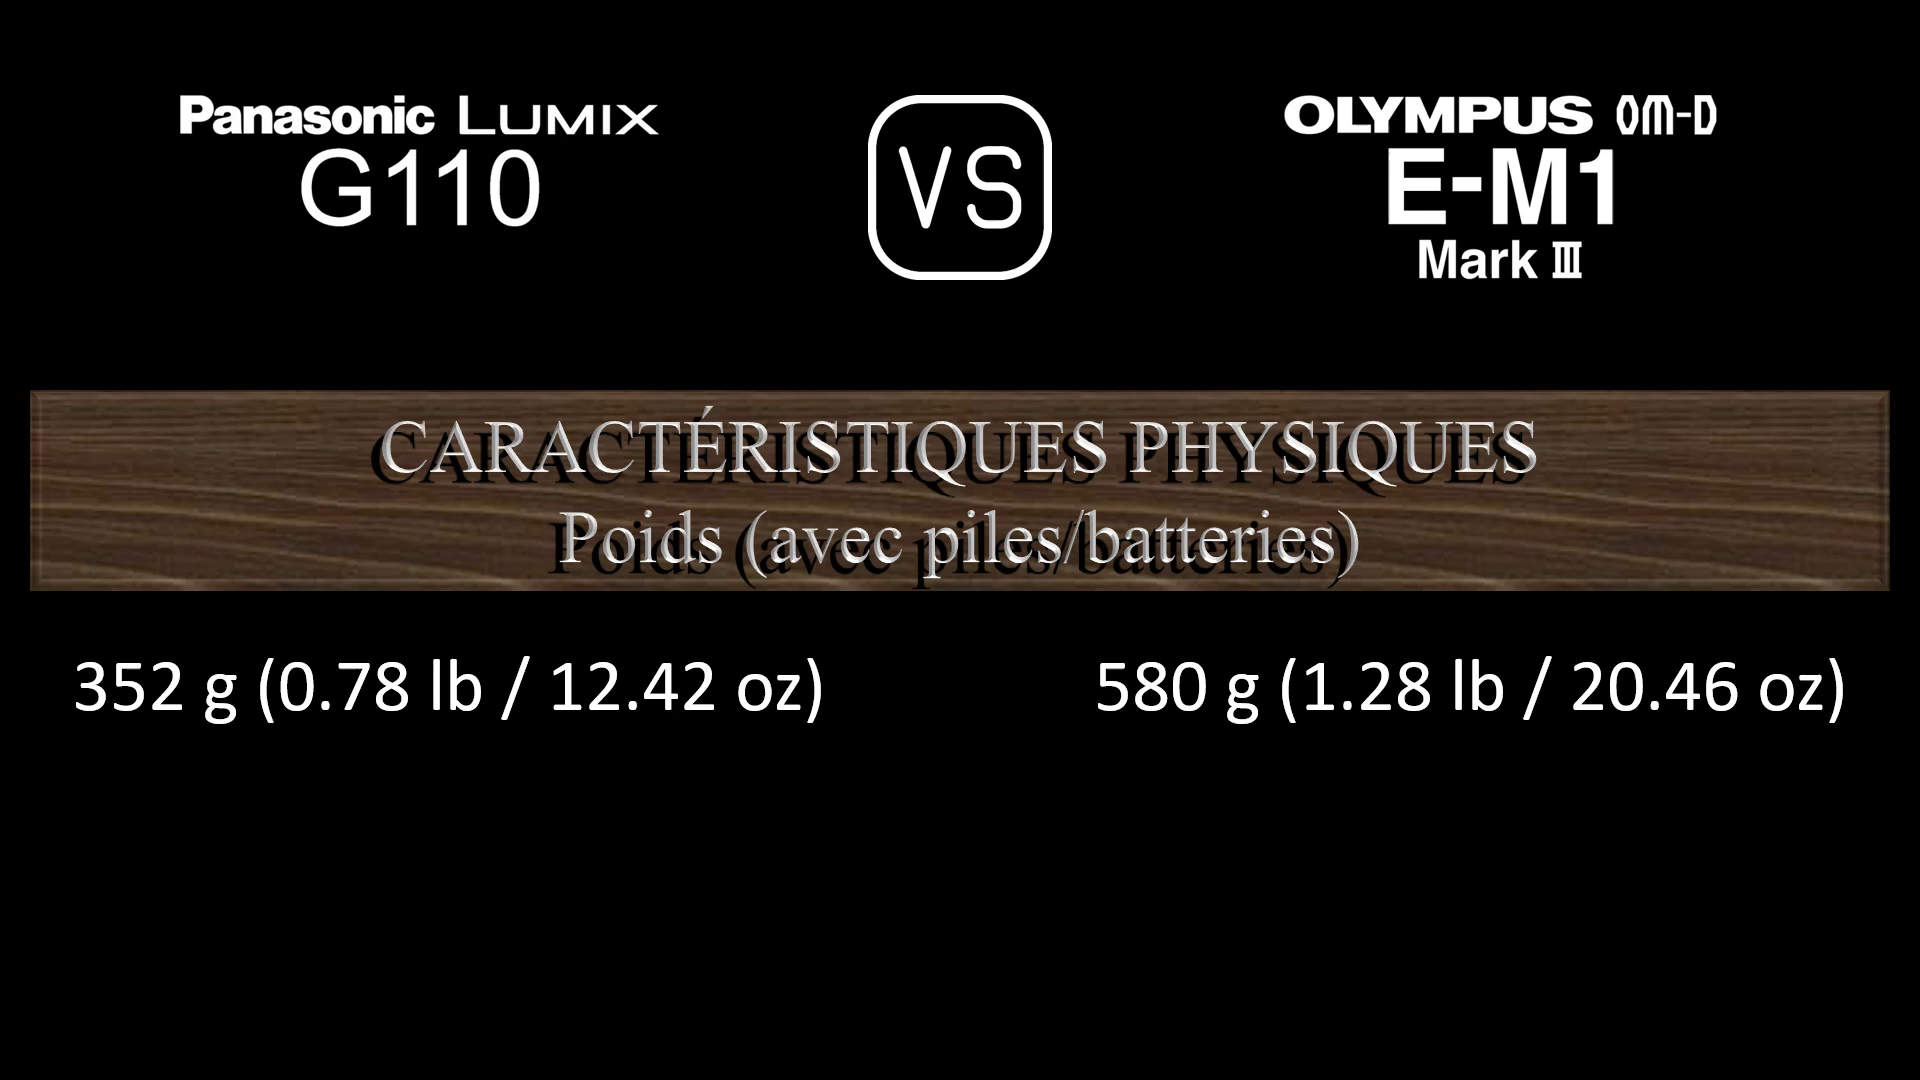 Panasonic LUMIX
G110
VS
OLYMPUS OM-D
E-M1
Mark III
CARACTÉRISTIQUES PHYSIQUES
Poids (avec piles/batteries)
352 g (0.78 lb / 12.42 oz)
580 g (1.28 lb / 20.46 oz)